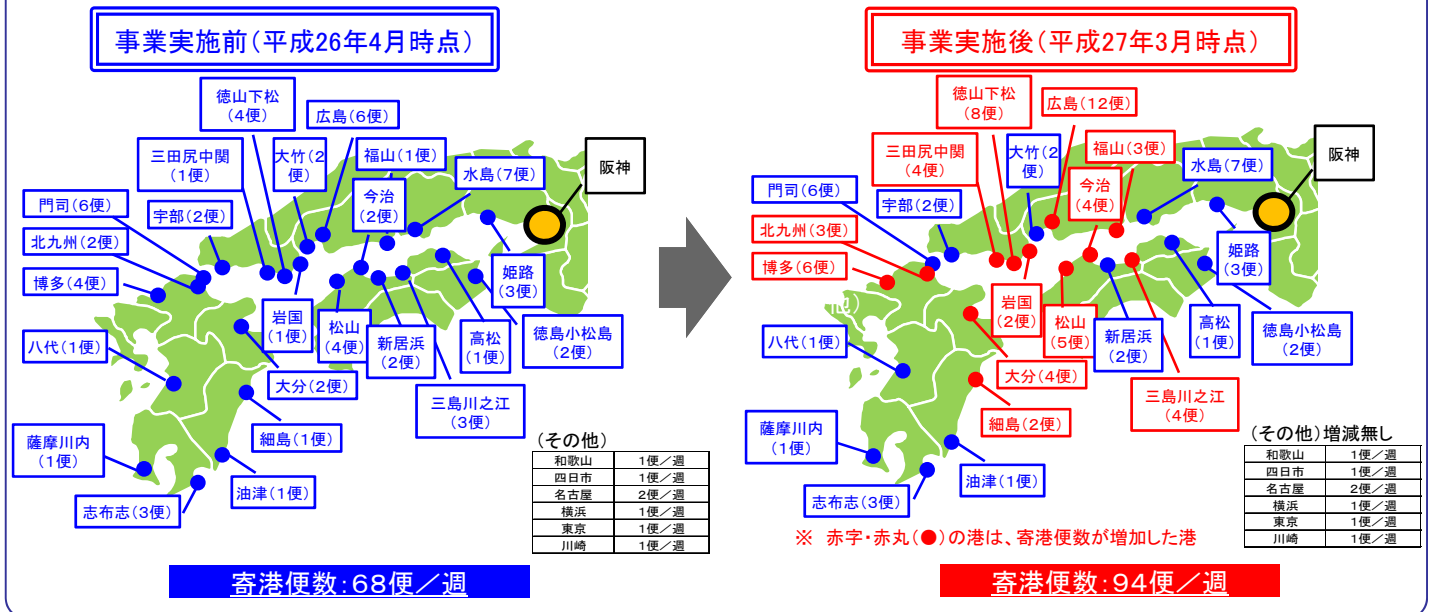 事業実施前(平成26年4月時点)
徳山下松
(4便)
広島(6便)
三田尻中関
(1便)
大竹(2
便)
福山(1便)
今治
(2便)
水島(7便)
阪神
門司(6便)
宇部(2便)
北九州(2便)
博多(4便)
姫路
(3便)
岩国
(1便)
松山
(4便)
新居浜
(2便)
高松
(1便)
徳島小松島
(2便)
八代(1便)
大分(2便)
三島川之江
(3便)
細島(1便)
薩摩川内
(1便)
油津(1便)
志布志(3便)
(その他)
和歌山 1便/週
四日市 1便/週
名古屋 2便/週
横浜 1便/週
東京 1便/週
川崎 1便/週
寄港便数:68便/週
事業実施後(平成27年3月時点)
徳山下松
(8便)
広島(12便)
三田尻中関
(4便)
大竹(2
便)
福山(3便)
今治
(4便)
水島(7便)
阪神
門司(6便)
宇部(2便)
北九州(3便)
博多(6便)
他)
姫路
(3便)
岩国
(2便)
松山
(5便)
新居浜
(2便)
高松
(1便)
徳島小松島
(2便)
八代(1便)
大分(4便)
三島川之江
(4便)
細島(2便)
薩摩川内
(1便)
油津(1便)
志布志(3便)
(その他)増減無し
和歌山 1便/週
四日市 1便/週
名古屋 2便/週
横浜 1便/週
東京 1便/週
川崎 1便/週
※ 赤字・赤丸(●)の港は、寄港便数が増加した港
寄港便数:94便/週